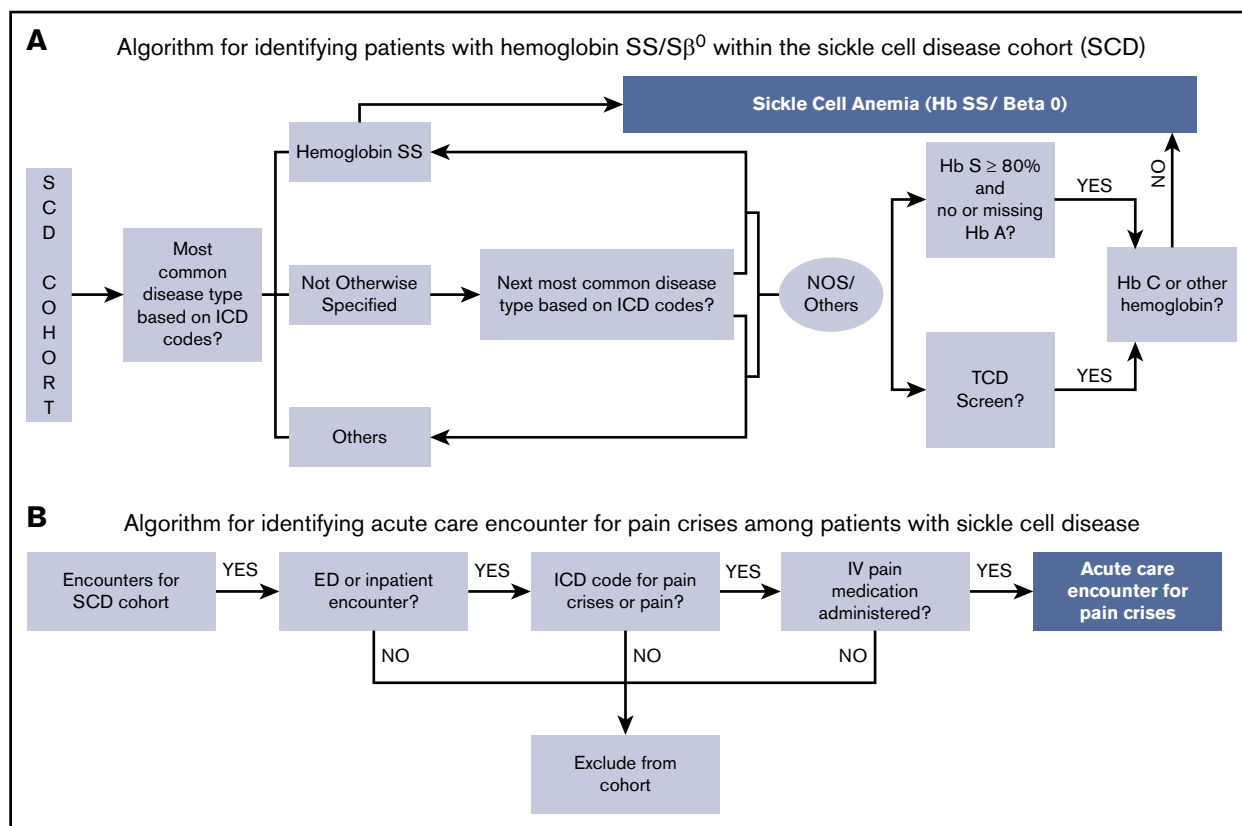 A
Algorithm for identifying patients with hemoglobin SS/Sβ⁰ within the sickle cell disease cohort (SCD)
S
C
D
C
O
H
O
R
T
Most
common
disease type
based on ICD
codes?
Hemoglobin SS
Not Otherwise
Specified
Others
Next most common disease
type based on ICD codes?
Sickle Cell Anemia (Hb SS/ Beta 0)
NOS/
Others
Hb S ≥ 80%
and
no or missing
Hb A?
YES
TCD
Screen?
YES
Hb C or other
hemoglobin?
NO
B
Algorithm for identifying acute care encounter for pain crises among patients with sickle cell disease
Encounters for
SCD cohort
YES
ED or inpatient
encounter?
YES
ICD code for pain
crises or pain?
YES
IV pain
medication
administered?
YES
Acute care
encounter for
pain crises
NO
NO
NO
Exclude from
cohort